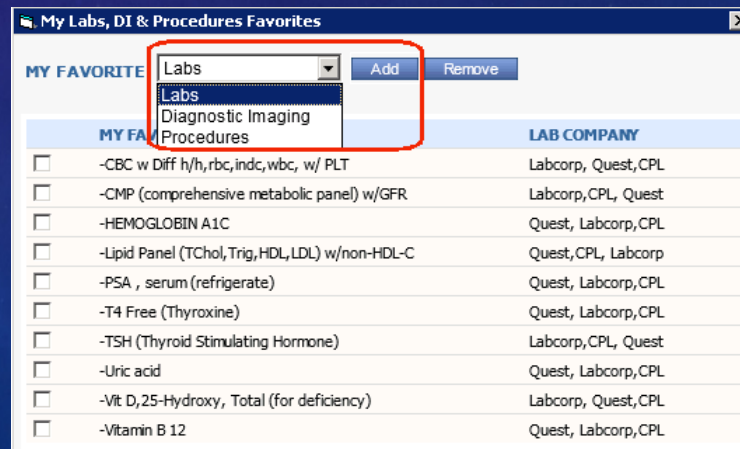 My Labs, DI & Procedures Favorites
MY FAVORITE Labs Add Remove
Labs
Diagnostic Imaging
Procedures
MY FA LAB COMPANY
-CBC w Diff h/h,rbc,indc,wbc, w/ PLT Labcorp, Quest,CPL
-CMP (comprehensive metabolic panel) w/GFR Labcorp,CPL, Quest
-HEMOGLOBIN A1C Quest, Labcorp,CPL
-Lipid Panel (TChol,Trig,HDL,LDL) w/non-HDL-C Quest,CPL, Labcorp
-PSA , serum (refrigerate) Quest, Labcorp,CPL
-T4 Free (Thyroxine) Quest, Labcorp,CPL
-TSH (Thyroid Stimulating Hormone) Labcorp,CPL, Quest
-Uric acid Quest, Labcorp,CPL
-Vit D,25-Hydroxy, Total (for deficiency) Labcorp, Quest,CPL
-Vitamin B 12 Quest, Labcorp,CPL